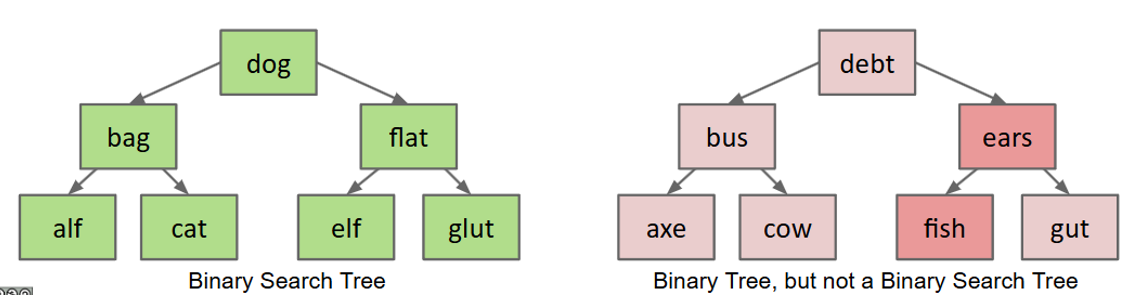 dog
debt
bag
flat
bus
ears
alf
cat
elf
glut
axe
cow
fish
gut
Binary Search Tree
Binary Tree, but not a Binary Search Tree